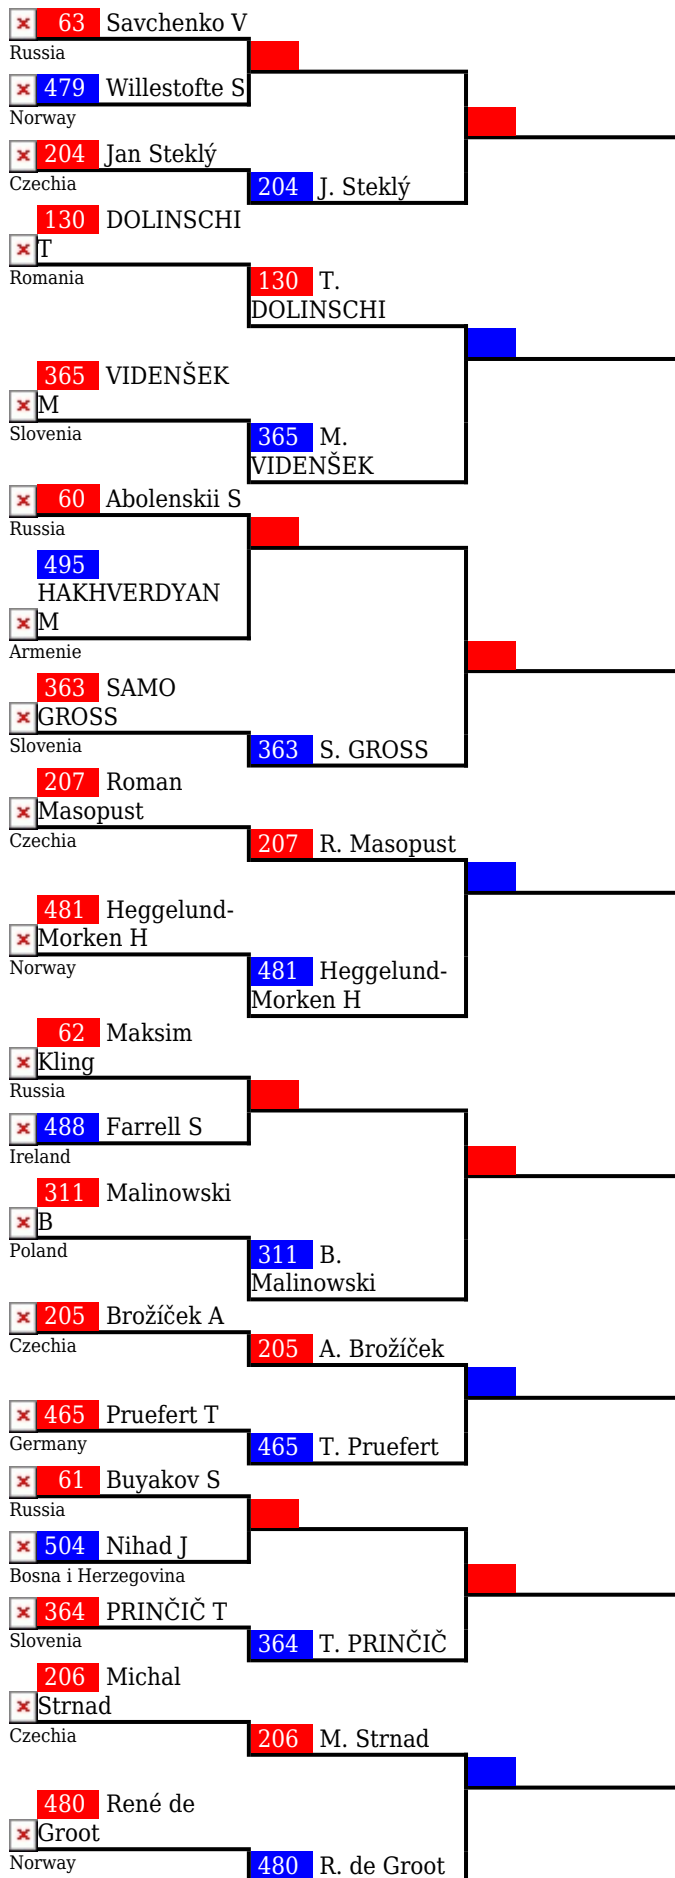 63 Savchenko V
Russia
479 Willestofte S
Norway
204 Jan Steklý
Czechia
204 J. Steklý
130 DOLINSCHI
T
Romania
130 T.
DOLINSCHI
365 VIDENŠEK
M
Slovenia
365 M.
VIDENŠEK
60 Abolenskii S
Russia
495
HAKHVERDYAN
M
Armenie
363 SAMO
GROSS
Slovenia
363 S. GROSS
207 Roman
Masopust
Czechia
207 R. Masopust
481 Heggelund-
Morken H
Norway
481 Heggelund-
Morken H
62 Maksim
Kling
Russia
488 Farrell S
Ireland
311 Malinowski
B
Poland
311 B.
Malinowski
205 Brožíček A
Czechia
205 A. Brožíček
465 Pruefert T
Germany
465 T. Pruefert
61 Buyakov S
Russia
504 Nihad J
Bosna i Herzegovina
364 PRINČIČ T
Slovenia
364 T. PRINČIČ
206 Michal
Strnad
Czechia
206 M. Strnad
480 René de
Groot
Norway
480 R. de Groot